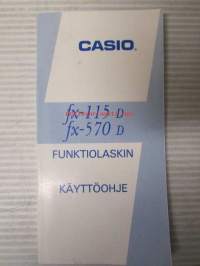 CASIO.
fx-115 D
fx-570 D
FUNKTIOLASKIN
KÄYTTÖOHJE